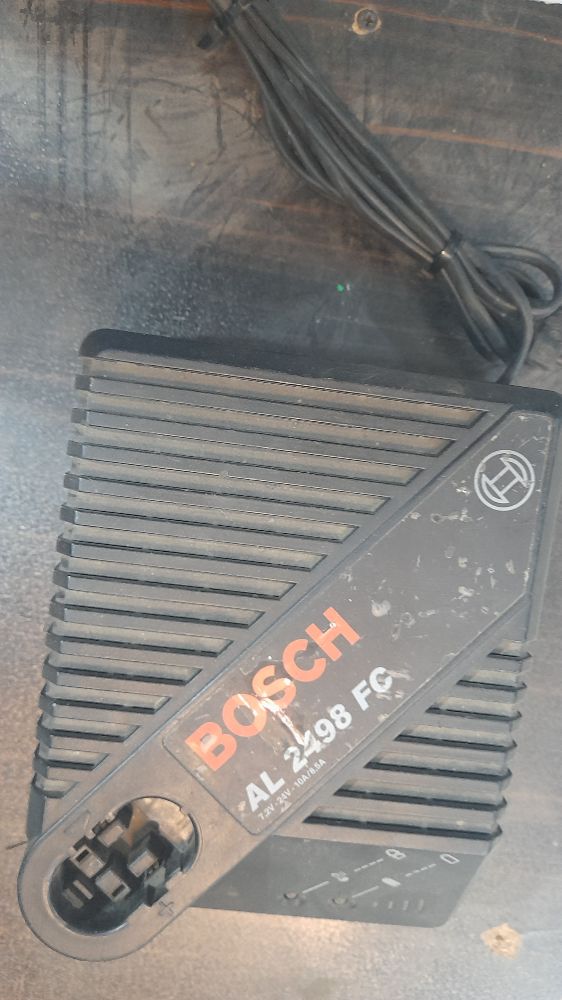 BOSCH
AL 2498 FC
7.2V - 24V - 10A/8.5A